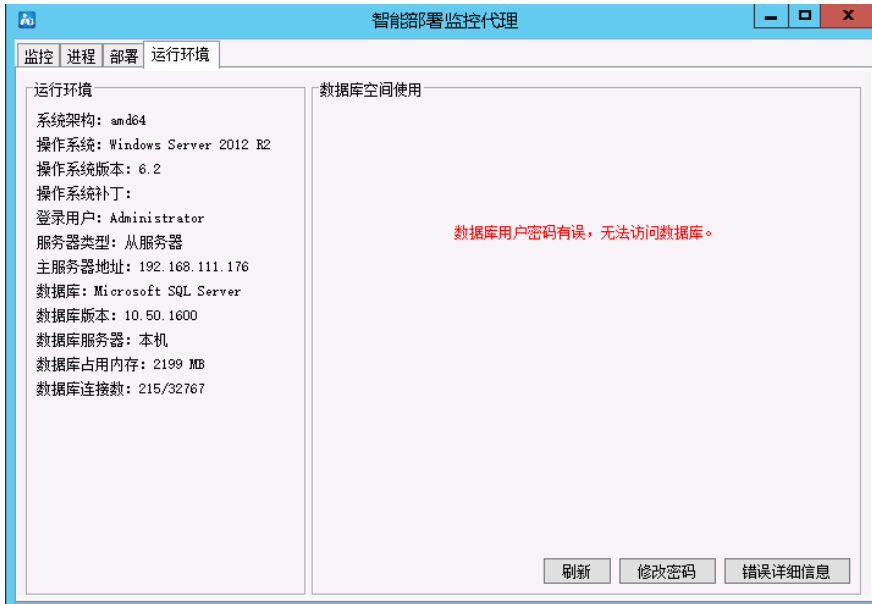 智能部署监控代理
监控 进程 部署 运行环境
运行环境
系统架构: amd64
操作系统: Windows Server 2012 R2
操作系统版本: 6.2
操作系统补丁:
登录用户: Administrator
服务器类型: 从服务器
主服务器地址: 192.168.111.176
数据库: Microsoft SQL Server
数据库版本: 10.50.1600
数据库服务器: 本机
数据库占用内存: 2199 MB
数据库连接数: 215/32767
数据库空间使用
数据库用户密码有误，无法访问数据库。
刷新 修改密码 错误详细信息